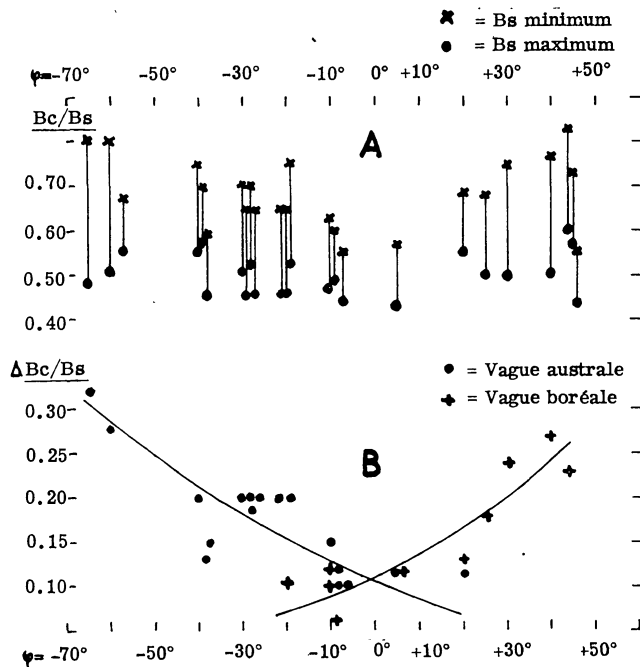 x = Bs minimum
● = Bs maximum
φ= -70° -50° -30° -10° 0° +10° +30° +50°
Bc/Bs
A
0.70
0.60
0.50
0.40
Δ Bc/Bs
● = Vague australe
+ = Vague boréale
0.30
0.25
B
0.20
0.15
0.10
φ= -70° -50° -30° -10° 0° +10° +30° +50°